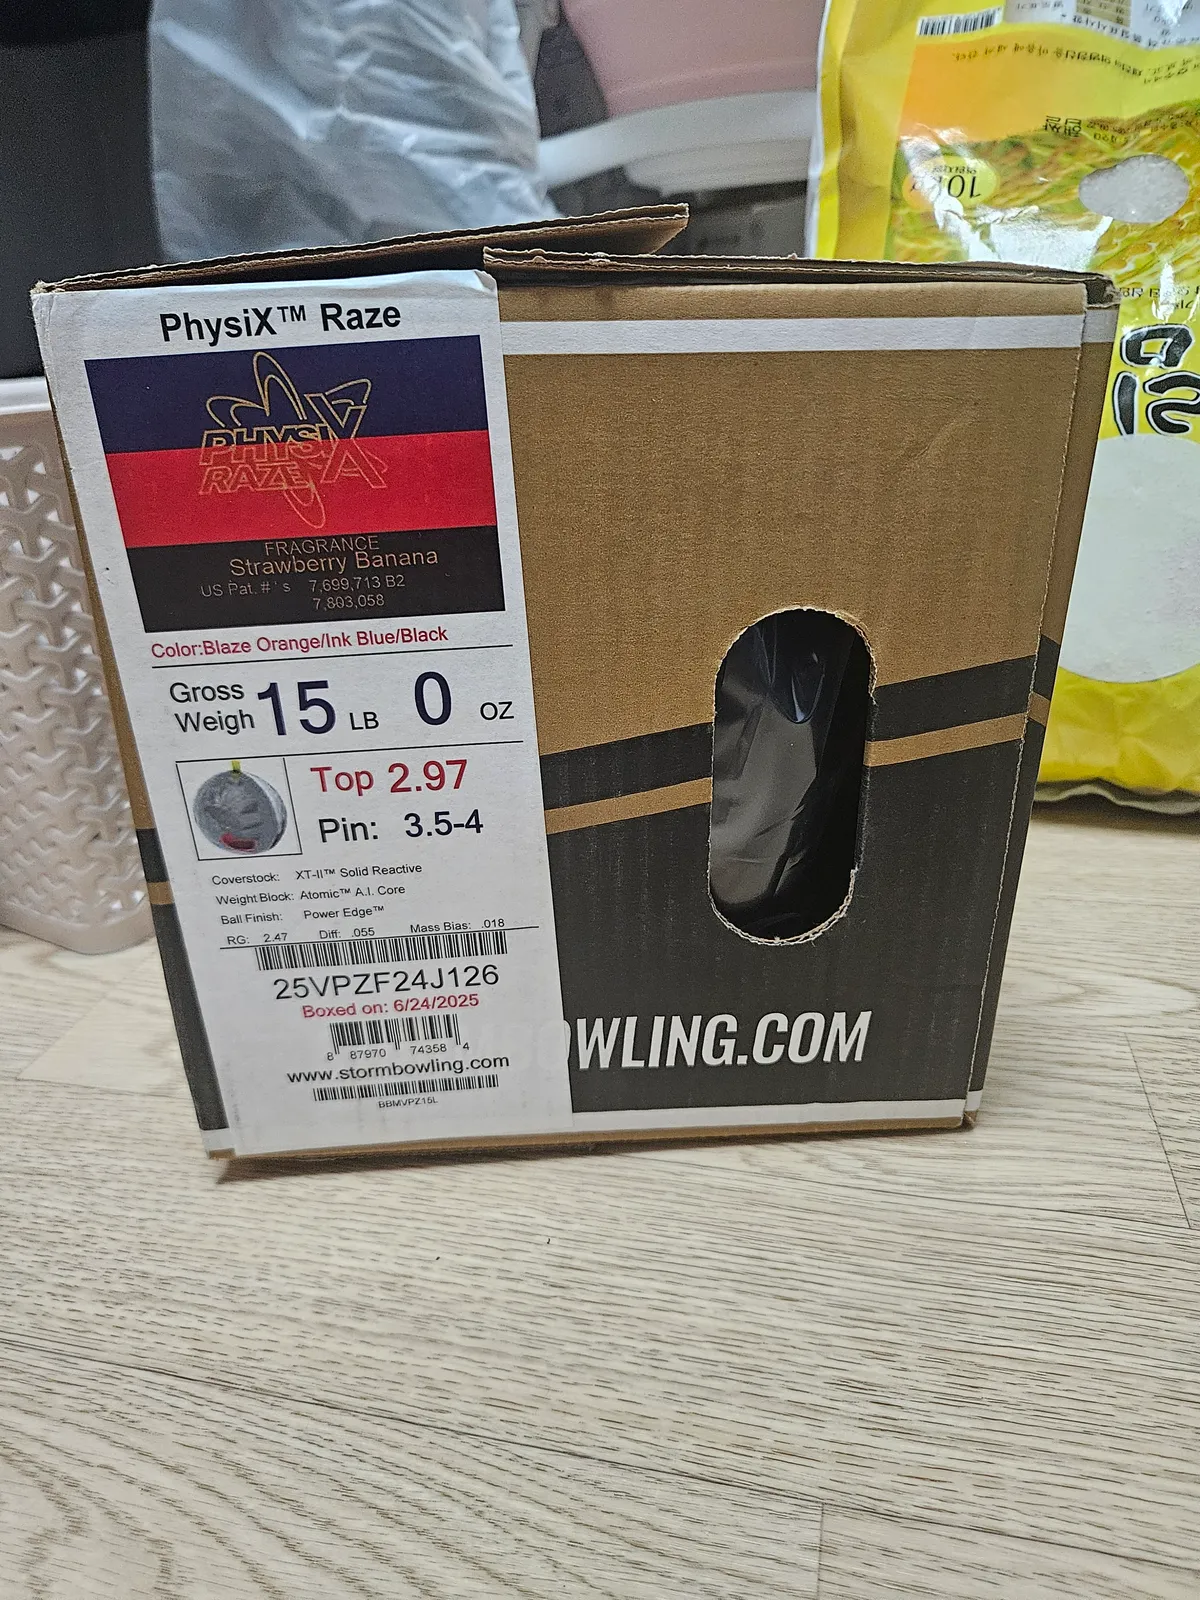 PhysiX™ Raze
PHYSIX
RAZE
FRAGRANCE
Strawberry Banana
US Pat. #'s 7,699,713 B2
7,803,058
Color:Blaze Orange/Ink Blue/Black
Gross
Weigh 15 LB 0 OZ
Top 2.97
Pin: 3.5-4
Coverstock: XT-II™ Solid Reactive
Weight Block: Atomic™ A.I. Core
Ball Finish: Power Edge™
RG: 2.47 Diff: .055 Mass Bias: .018
25VPZF24J126
Boxed on: 6/24/2025
8 87970 74358 4
www.stormbowling.com
BBMVPZ15L
OWLING.COM
10